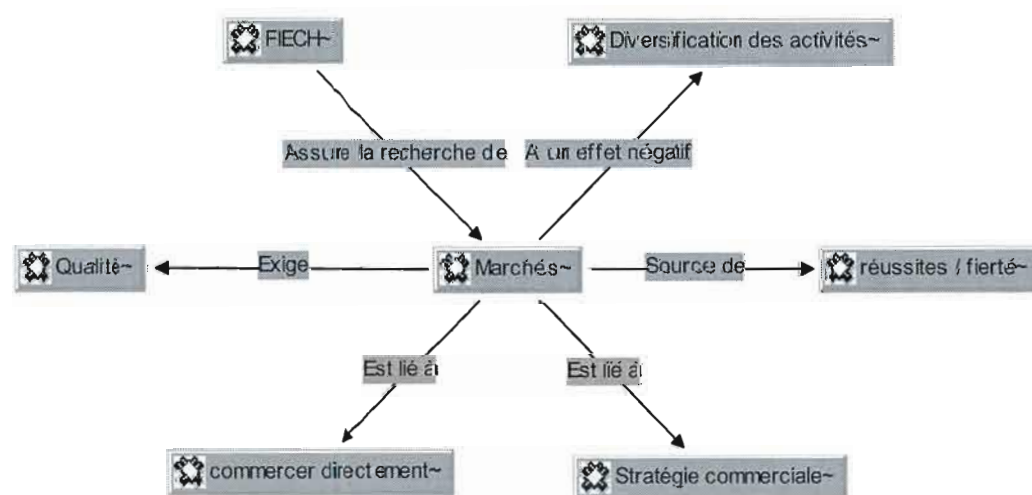 FIECH~
Diversification des activités~
Assure la recherche de
A un effet négatif
Qualité~
Exige
Marchés~
Source de
réussites / fierté~
Est lié à
Est lié à
commercer directement~
Stratégie commerciale~